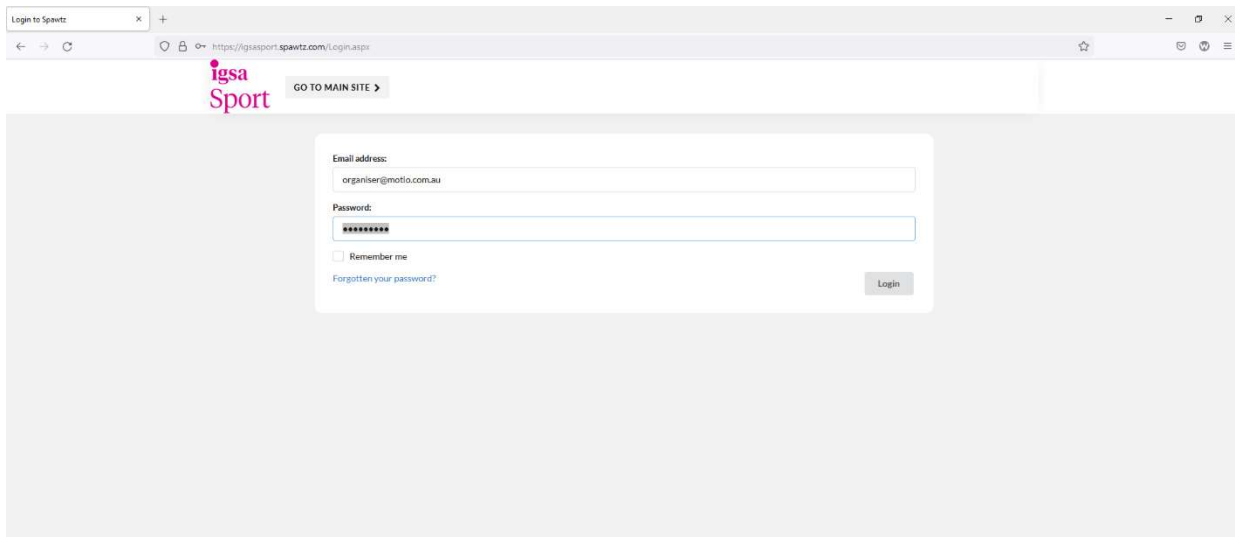 Login to Spawtz
https://igsasport.spawtz.com/Login.aspx
igsa
Sport
GO TO MAIN SITE
Email address:
organiser@motio.com.au
Password:
•••••••••
Remember me
Forgotten your password?
Login